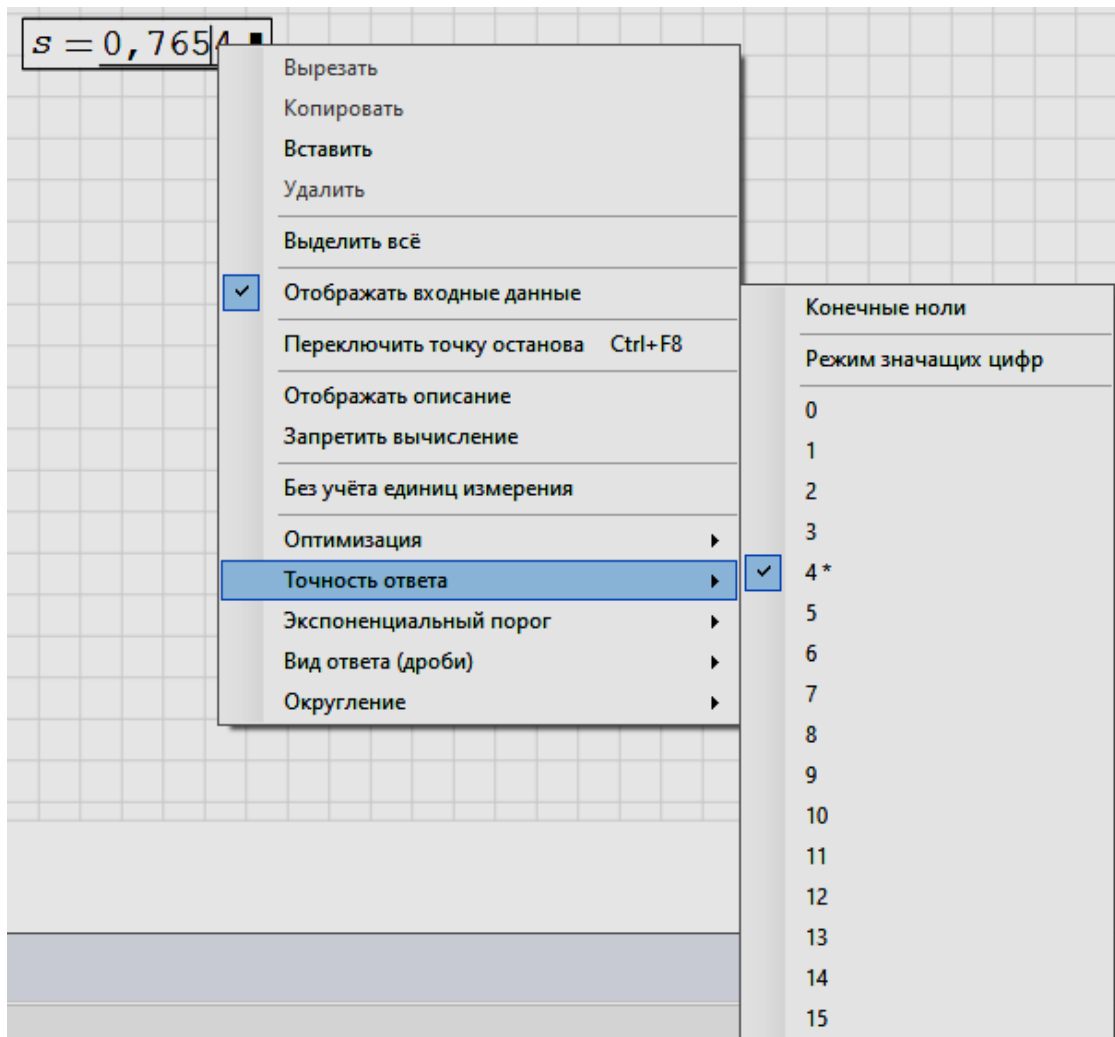 s = 0,7654
Вырезать
Копировать
Вставить
Удалить
Выделить всё
Отображать входные данные
Переключить точку останова Ctrl+F8
Отображать описание
Запретить вычисление
Без учёта единиц измерения
Оптимизация
Точность ответа
Экспоненциальный порог
Вид ответа (дроби)
Округление
Конечные ноли
Режим значащих цифр
0
1
2
3
4 *
5
6
7
8
9
10
11
12
13
14
15